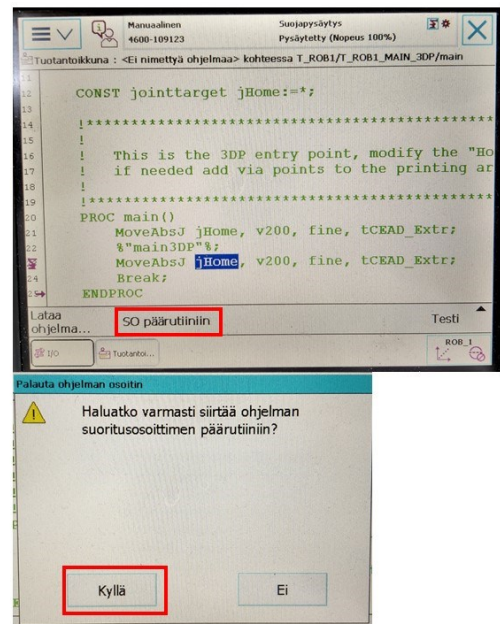 Manuaalinen
4600-109123
Suojapysäytys
Pysäytetty (Nopeus 100%)
Tuotantoikkuna : <Ei nimettyä ohjelmaa> kohteessa T_ROB1/T_ROB1_MAIN_3DP/main
11
12 CONST jointtarget jHome:=*;
13
14 !************************************************
15 !
16 ! This is the 3DP entry point, modify the "Ho
17 ! if needed add via points to the printing ar
18 !
19 !************************************************
20 PROC main()
21 MoveAbsJ jHome, v200, fine, tCEAD_Extr;
22 %"main3DP"%;
MoveAbsJ jHome, v200, fine, tCEAD_Extr;
24 Break;
25 ENDPROC
Lataa
ohjelma...
SO päärutiiniin
Testi
I/O
Tuotantoi...
ROB_1
Palauta ohjelman osoitin
Haluatko varmasti siirtää ohjelman
suoritusosoittimen päärutiiniin?
Kyllä
Ei